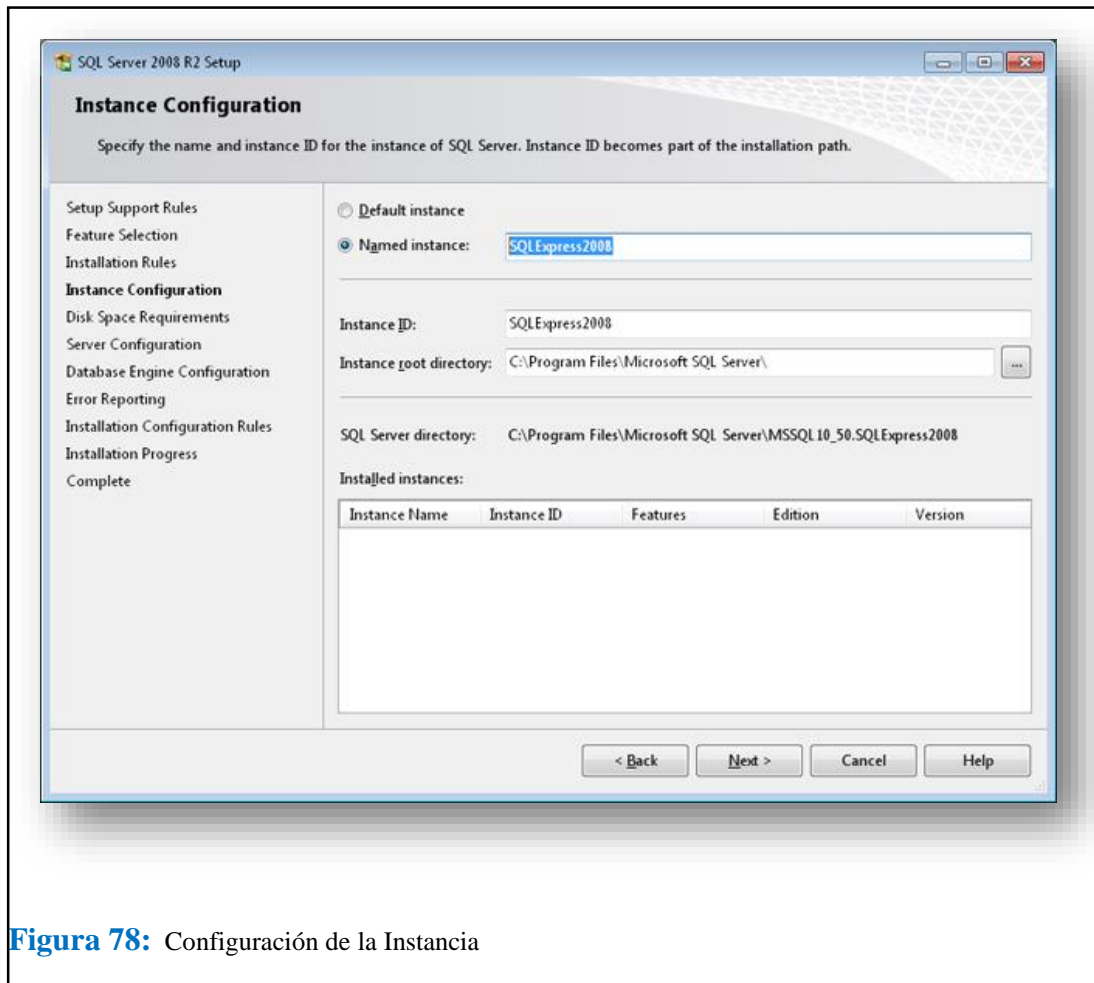 SQL Server 2008 R2 Setup
Instance Configuration
Specify the name and instance ID for the instance of SQL Server. Instance ID becomes part of the installation path.
Setup Support Rules
Feature Selection
Installation Rules
Instance Configuration
Disk Space Requirements
Server Configuration
Database Engine Configuration
Error Reporting
Installation Configuration Rules
Installation Progress
Complete
Default instance
Named instance: SQLExpress2008
Instance ID: SQLExpress2008
Instance root directory: C:\Program Files\Microsoft SQL Server\ ...
SQL Server directory: C:\Program Files\Microsoft SQL Server\MSSQL10_50.SQLExpress2008
Installed instances:
Instance Name Instance ID Features Edition Version
< Back Next > Cancel Help
Figura 78: Configuración de la Instancia